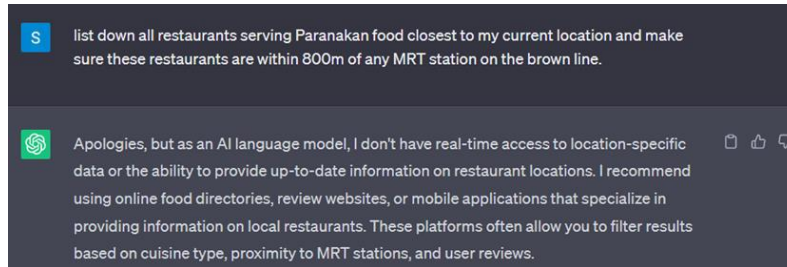 S
list down all restaurants serving Paranakan food closest to my current location and make
sure these restaurants are within 800m of any MRT station on the brown line.
Apologies, but as an AI language model, I don't have real-time access to location-specific
data or the ability to provide up-to-date information on restaurant locations. I recommend
using online food directories, review websites, or mobile applications that specialize in
providing information on local restaurants. These platforms often allow you to filter results
based on cuisine type, proximity to MRT stations, and user reviews.